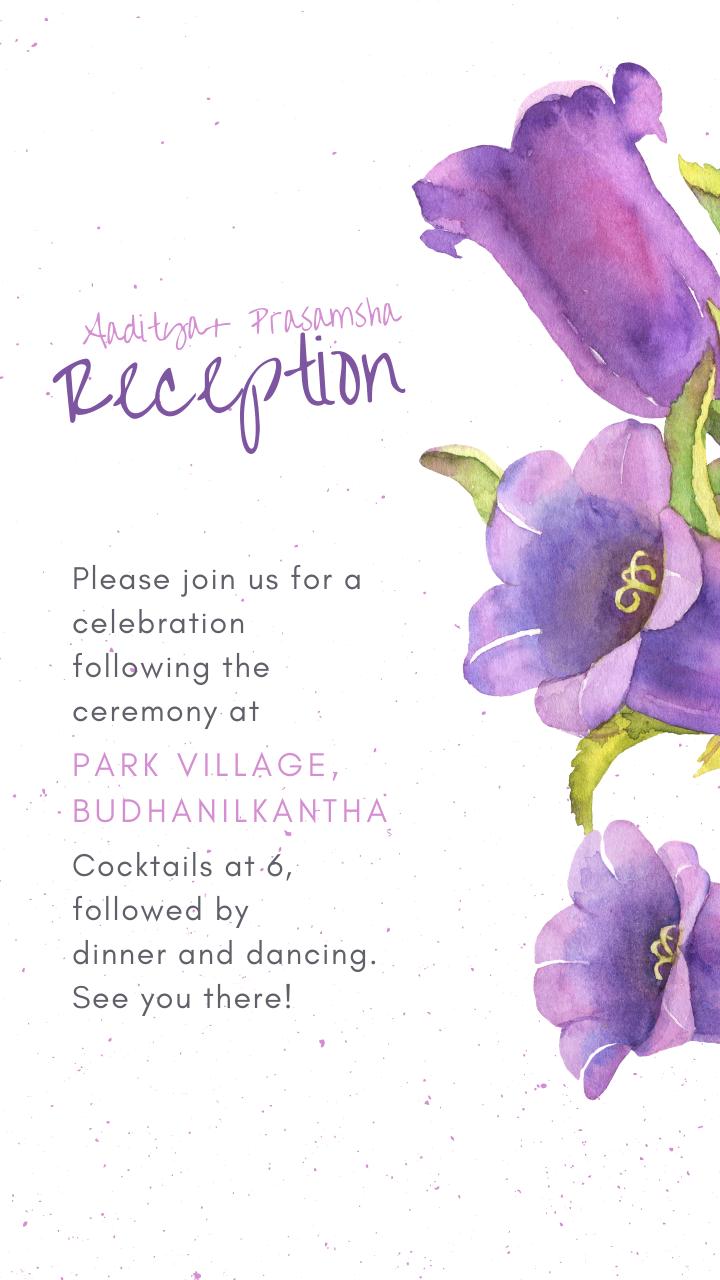 Aaditya+ Prasamsha
Reception
Please join us for a
celebration
following the
ceremony at
PARK VILLAGE,
BUDHANILKANTHA
Cocktails at 6,
followed by
dinner and dancing.
See you there!